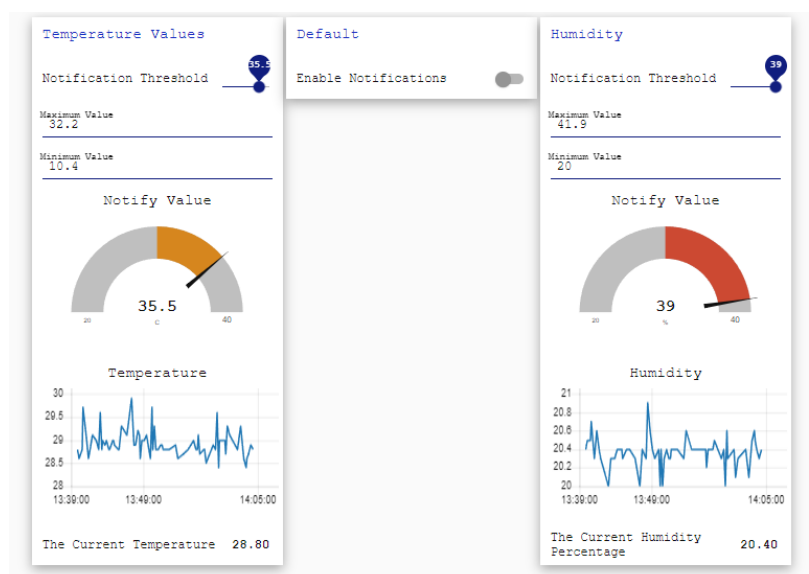 Temperature Values
Notification Threshold
35.5
Maximum Value
32.2
Minimum Value
10.4
Notify Value
35.5
20
C
40
Temperature
30
29.5
29
28.5
28
13:39:00 13:49:00 14:05:00
The Current Temperature 28.80
Default
Enable Notifications
Humidity
Notification Threshold
39
Maximum Value
41.9
Minimum Value
20
Notify Value
39
20
%
40
Humidity
21
20.8
20.6
20.4
20.2
20
13:39:00 13:49:00 14:05:00
The Current Humidity
Percentage
20.40